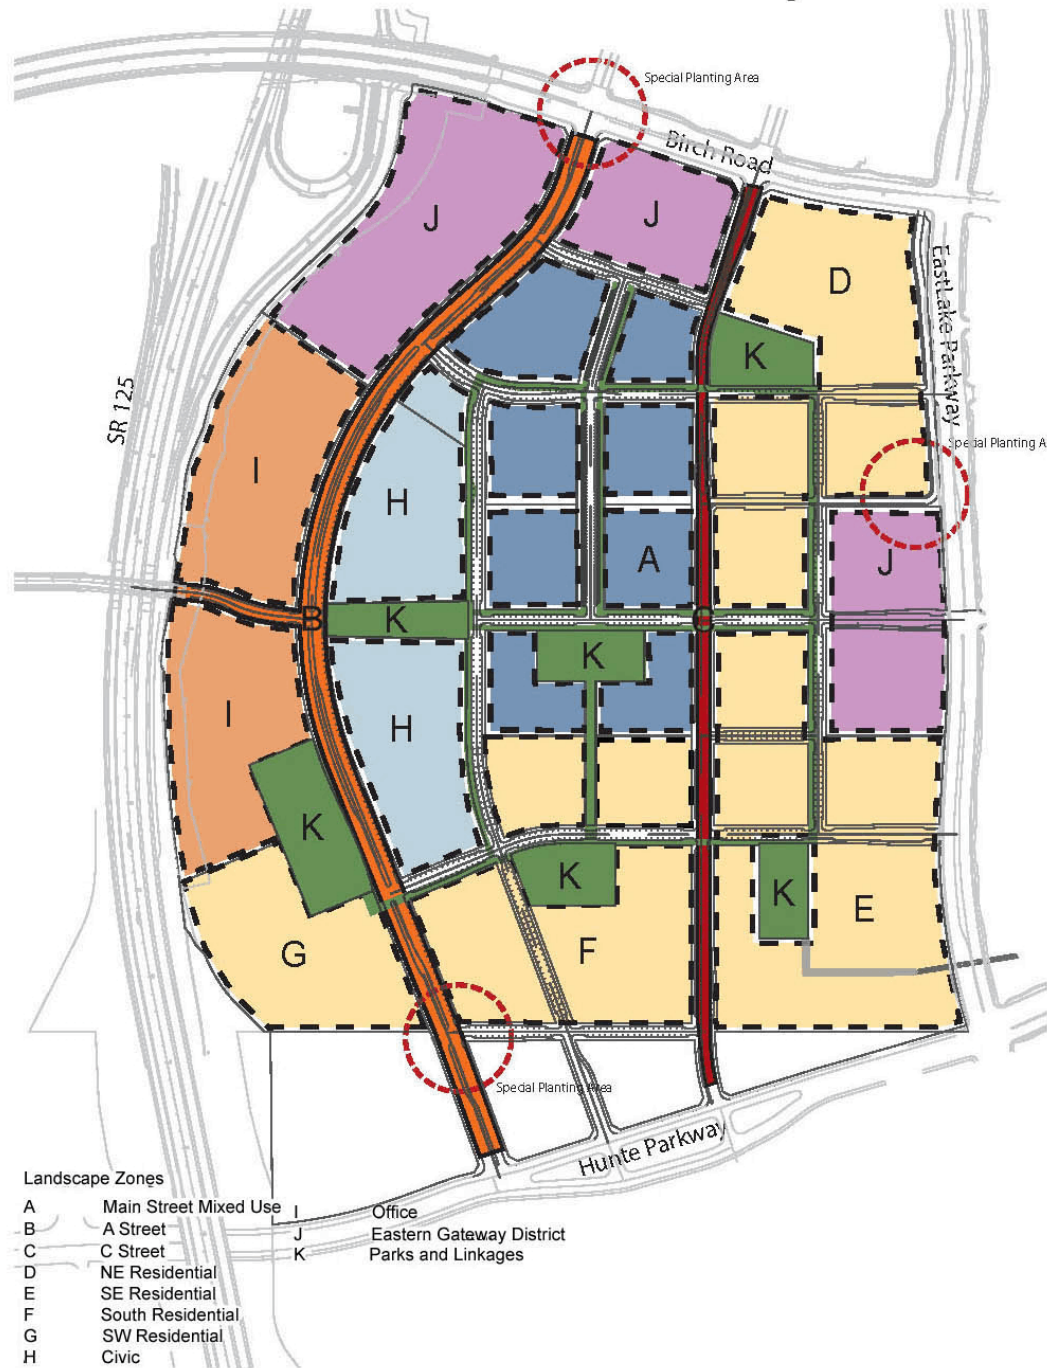 Special Planting Area
Birch Road
J
J
D
EastLake Parkway
K
SR 125
Special Planting A
I
H
A
J
B
K
C
K
I
H
K
K
K
E
G
F
Special Planting Area
Hunte Parkway
Landscape Zones
A Main Street Mixed Use
B A Street
C C Street
D NE Residential
E SE Residential
F South Residential
G SW Residential
H Civic
I Office
J Eastern Gateway District
K Parks and Linkages